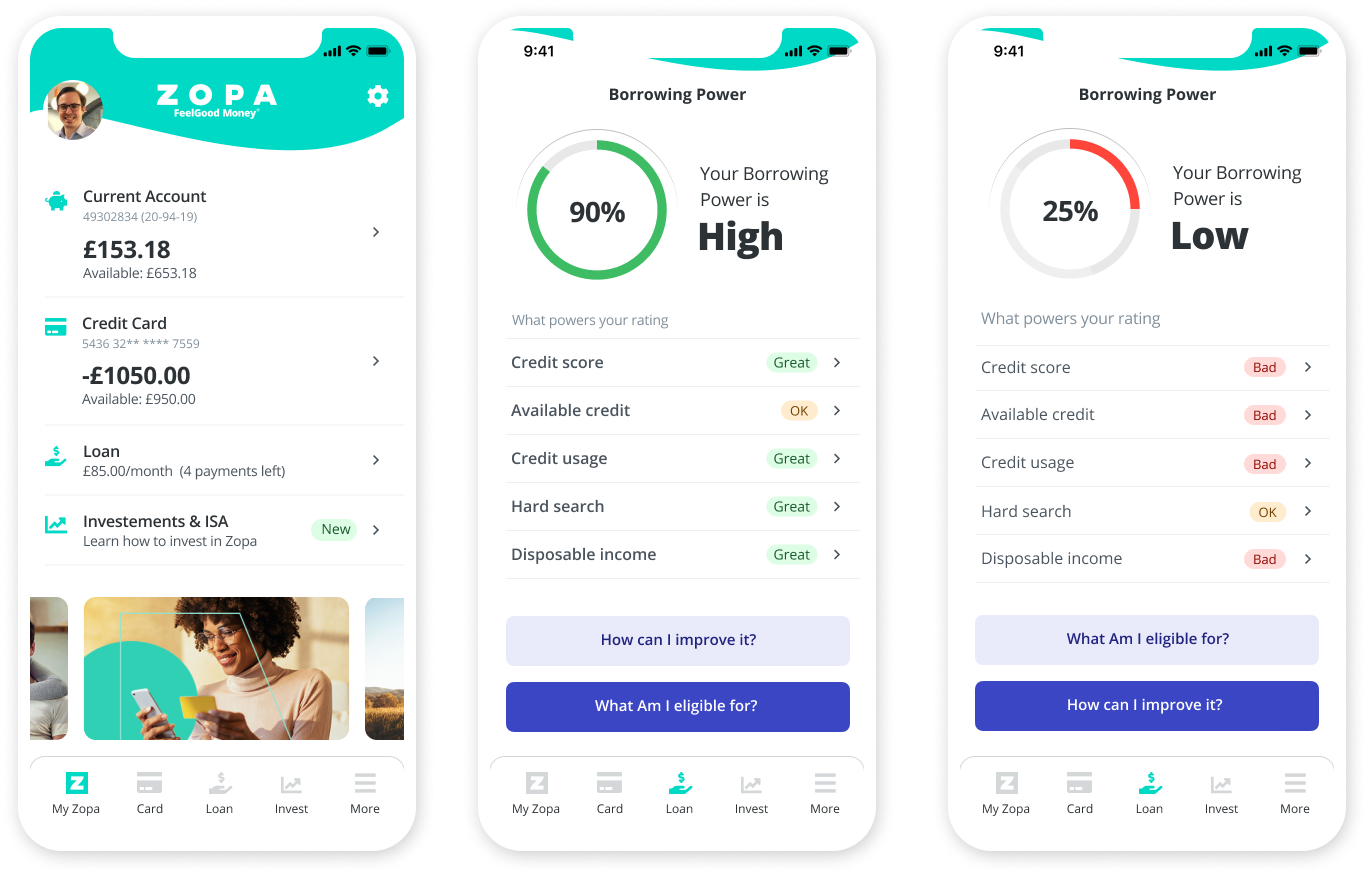 ZOPA
FeelGood Money™
Current Account
49302834 (20-94-19)
£153.18
Available: £653.18
Credit Card
5436 32** **** 7559
-£1050.00
Available: £950.00
Loan
£85.00/month (4 payments left)
Investements & ISA
New
Learn how to invest in Zopa
Z
My Zopa
Card
Loan
Invest
More
9:41
Borrowing Power
90%
Your Borrowing
Power is
High
What powers your rating
Credit score Great
Available credit OK
Credit usage Great
Hard search Great
Disposable income Great
How can I improve it?
What Am I eligible for?
Z
My Zopa
Card
Loan
Invest
More
9:41
Borrowing Power
25%
Your Borrowing
Power is
Low
What powers your rating
Credit score Bad
Available credit Bad
Credit usage Bad
Hard search OK
Disposable income Bad
What Am I eligible for?
How can I improve it?
Z
My Zopa
Card
Loan
Invest
More